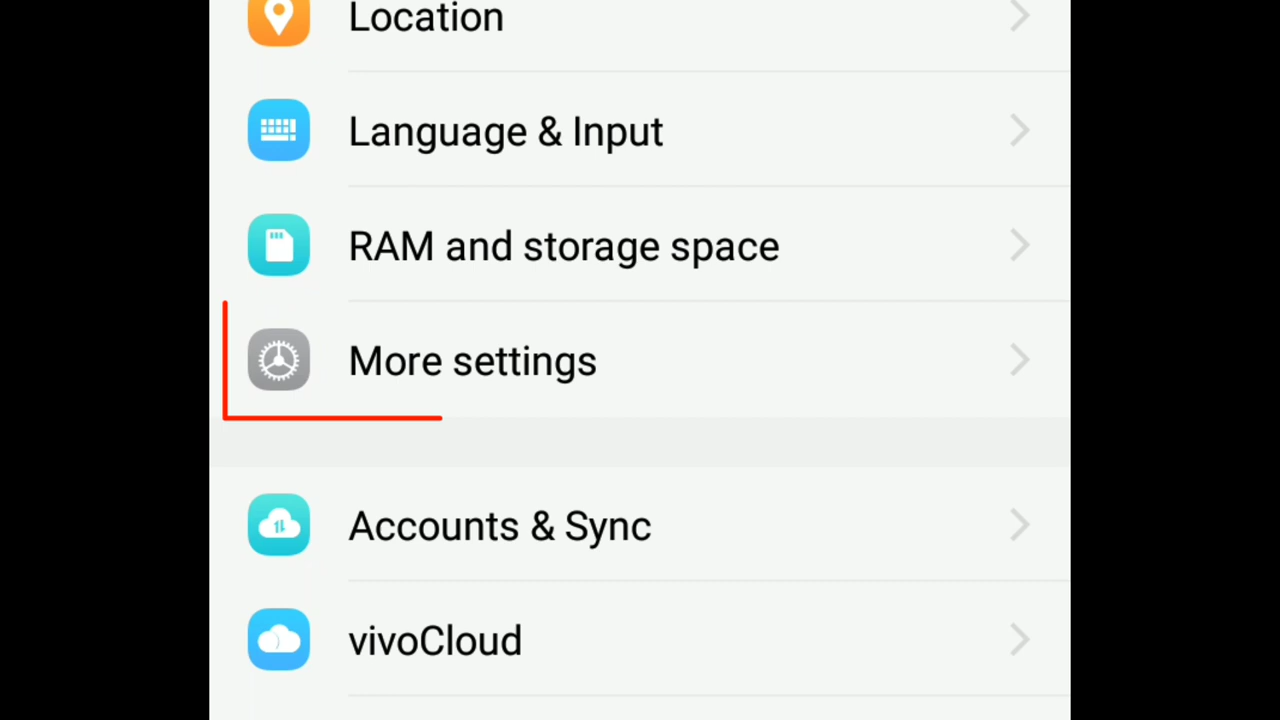 Location
Language & Input
RAM and storage space
More settings
Accounts & Sync
vivoCloud